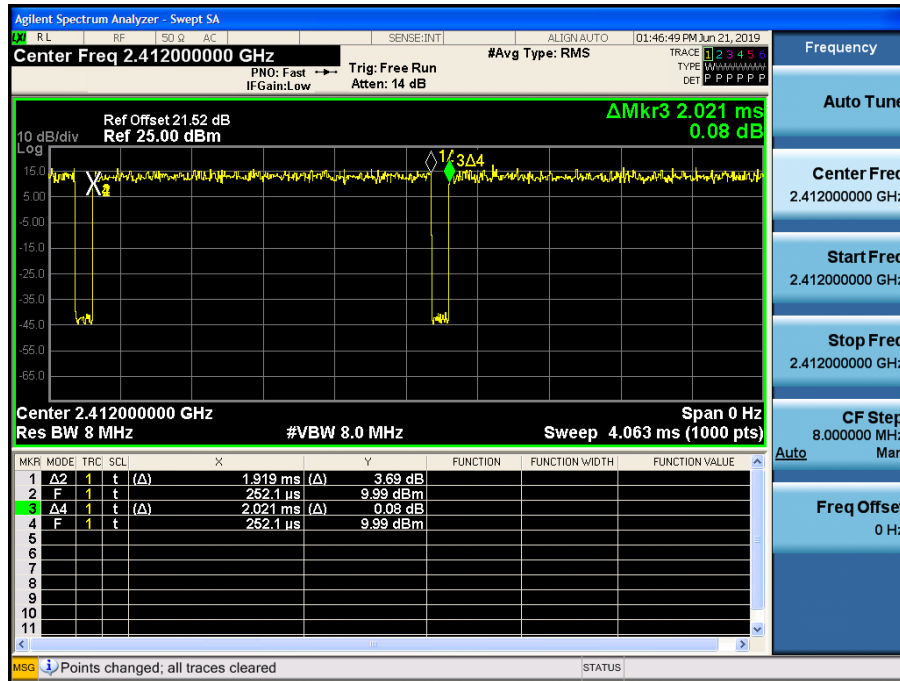 Agilent Spectrum Analyzer - Swept SA
LXI RL RF 50 Ω AC SENSE:INT ALIGN AUTO 01:46:49 PM Jun 21, 2019
Center Freq 2.412000000 GHz #Avg Type: RMS TRACE 1 2 3 4 5 6
PNO: Fast Trig: Free Run TYPE WWWWWW
IFGain:Low Atten: 14 dB DET P P P P P P
ΔMkr3 2.021 ms
0.08 dB
Ref Offset 21.52 dB
10 dB/div Ref 25.00 dBm
Log
15.0
5.00
-5.00
-15.0
-25.0
-35.0
-45.0
-55.0
-65.0
3Δ4
Center 2.412000000 GHz Span 0 Hz
Res BW 8 MHz #VBW 8.0 MHz Sweep 4.063 ms (1000 pts)
MKR MODE TRC SCL X Y FUNCTION FUNCTION WIDTH FUNCTION VALUE
1 Δ2 1 t (Δ) 1.919 ms (Δ) 3.69 dB
2 F 1 t 252.1 µs 9.99 dBm
3 Δ4 1 t (Δ) 2.021 ms (Δ) 0.08 dB
4 F 1 t 252.1 µs 9.99 dBm
5
6
7
8
9
10
11
MSG Points changed; all traces cleared STATUS
Frequency
Auto Tune
Center Freq
2.412000000 GHz
Start Freq
2.412000000 GHz
Stop Freq
2.412000000 GHz
CF Step
8.000000 MHz
Auto Man
Freq Offset
0 Hz